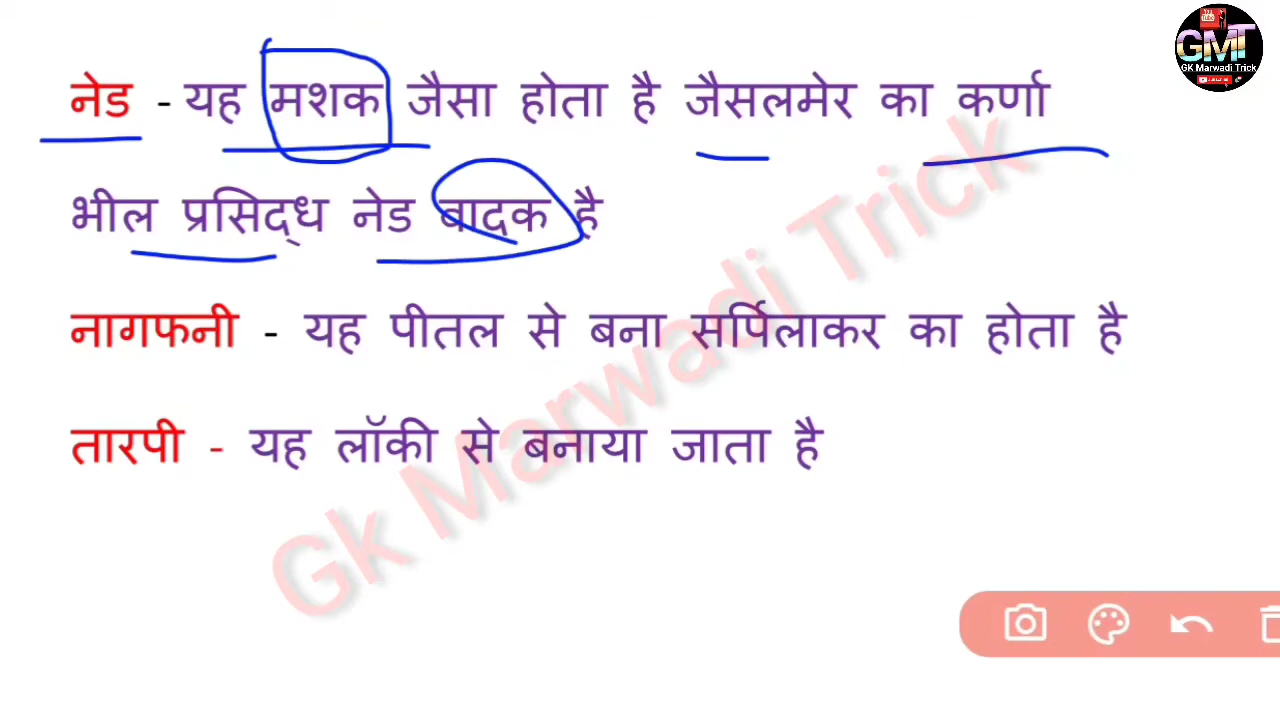 GMT
GK Marwadi Trick
नेड - यह मशक जैसा होता है जैसलमेर का कर्णा
भील प्रसिद्ध नेड वादक है
नागफनी - यह पीतल से बना सर्पिलाकर का होता है
तारपी - यह लॉकी से बनाया जाता है
Gk Marwadi Trick